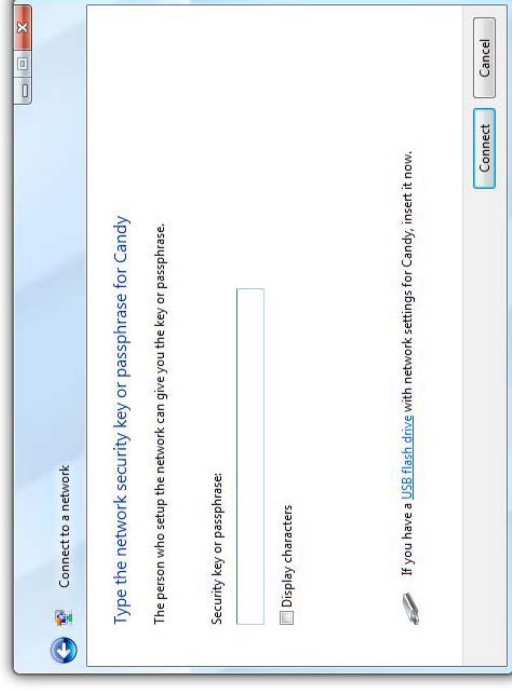 Connect to a network
Type the network security key or passphrase for Candy
The person who setup the network can give you the key or passphrase.
Security key or passphrase:
Display characters
If you have a USB flash drive with network settings for Candy, insert it now.
Connect
Cancel